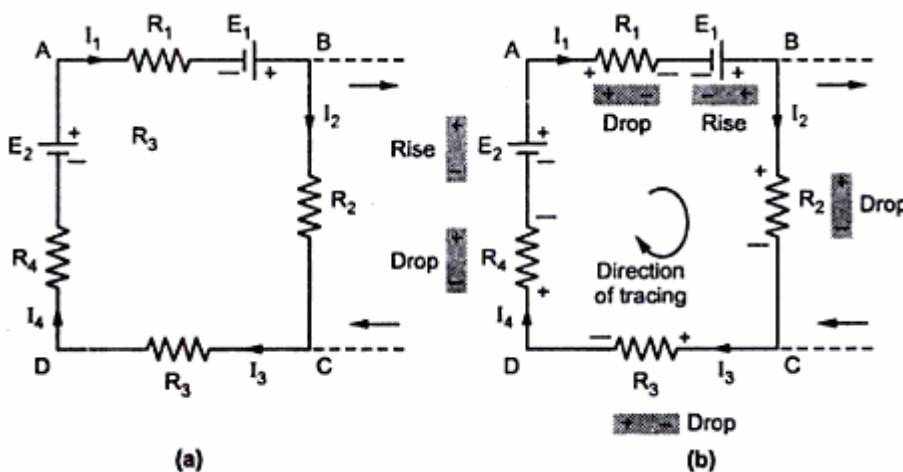 A I₁ R₁ E₁ B
− +
E₂ + −
R₃
I₂
R₂
R₄
I₄
D R₃ I₃ C
(a)
A I₁ R₁ E₁ B
+ − − +
+ − − +
Drop Rise
I₂
E₂ + −
Rise + −
+ R₂ −
+ − Drop
Drop + −
− R₄ +
Direction
of tracing
I₄
D − + I₃ C
R₃
+ − Drop
(b)